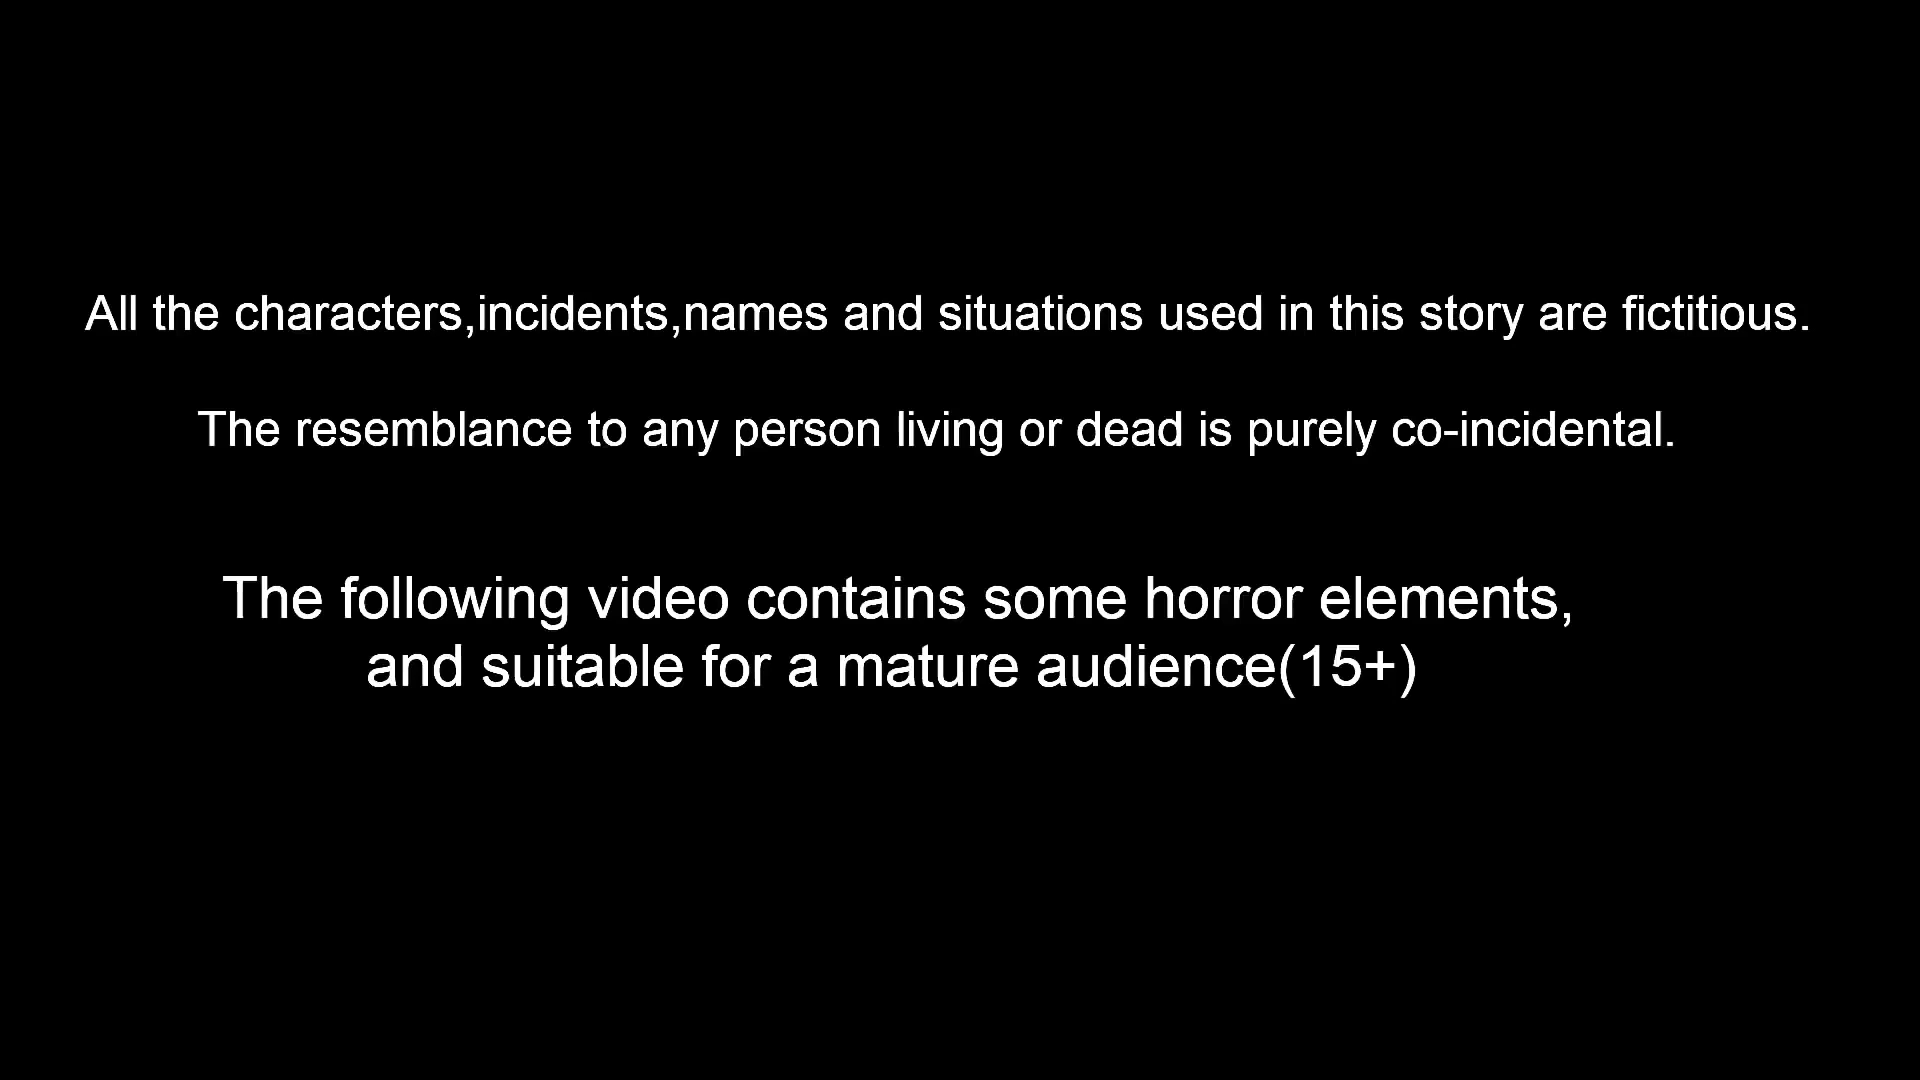 All the characters,incidents,names and situations used in this story are fictitious.
The resemblance to any person living or dead is purely co-incidental.
The following video contains some horror elements,
and suitable for a mature audience(15+)